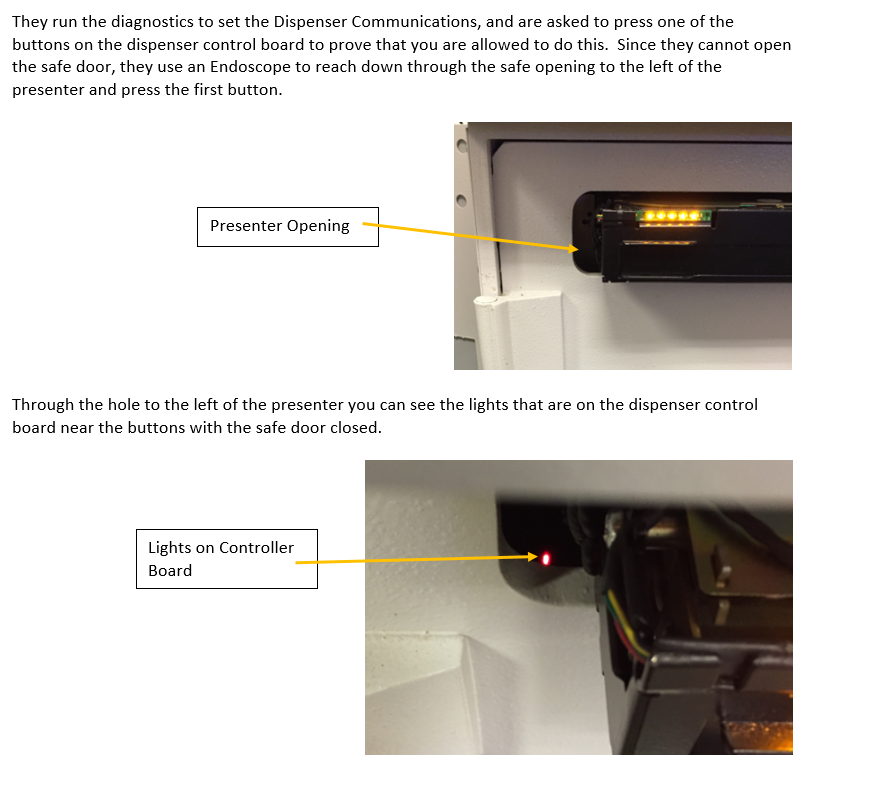 They run the diagnostics to set the Dispenser Communications, and are asked to press one of the
buttons on the dispenser control board to prove that you are allowed to do this.  Since they cannot open
the safe door, they use an Endoscope to reach down through the safe opening to the left of the
presenter and press the first button.
Presenter Opening
Through the hole to the left of the presenter you can see the lights that are on the dispenser control
board near the buttons with the safe door closed.
Lights on Controller
Board